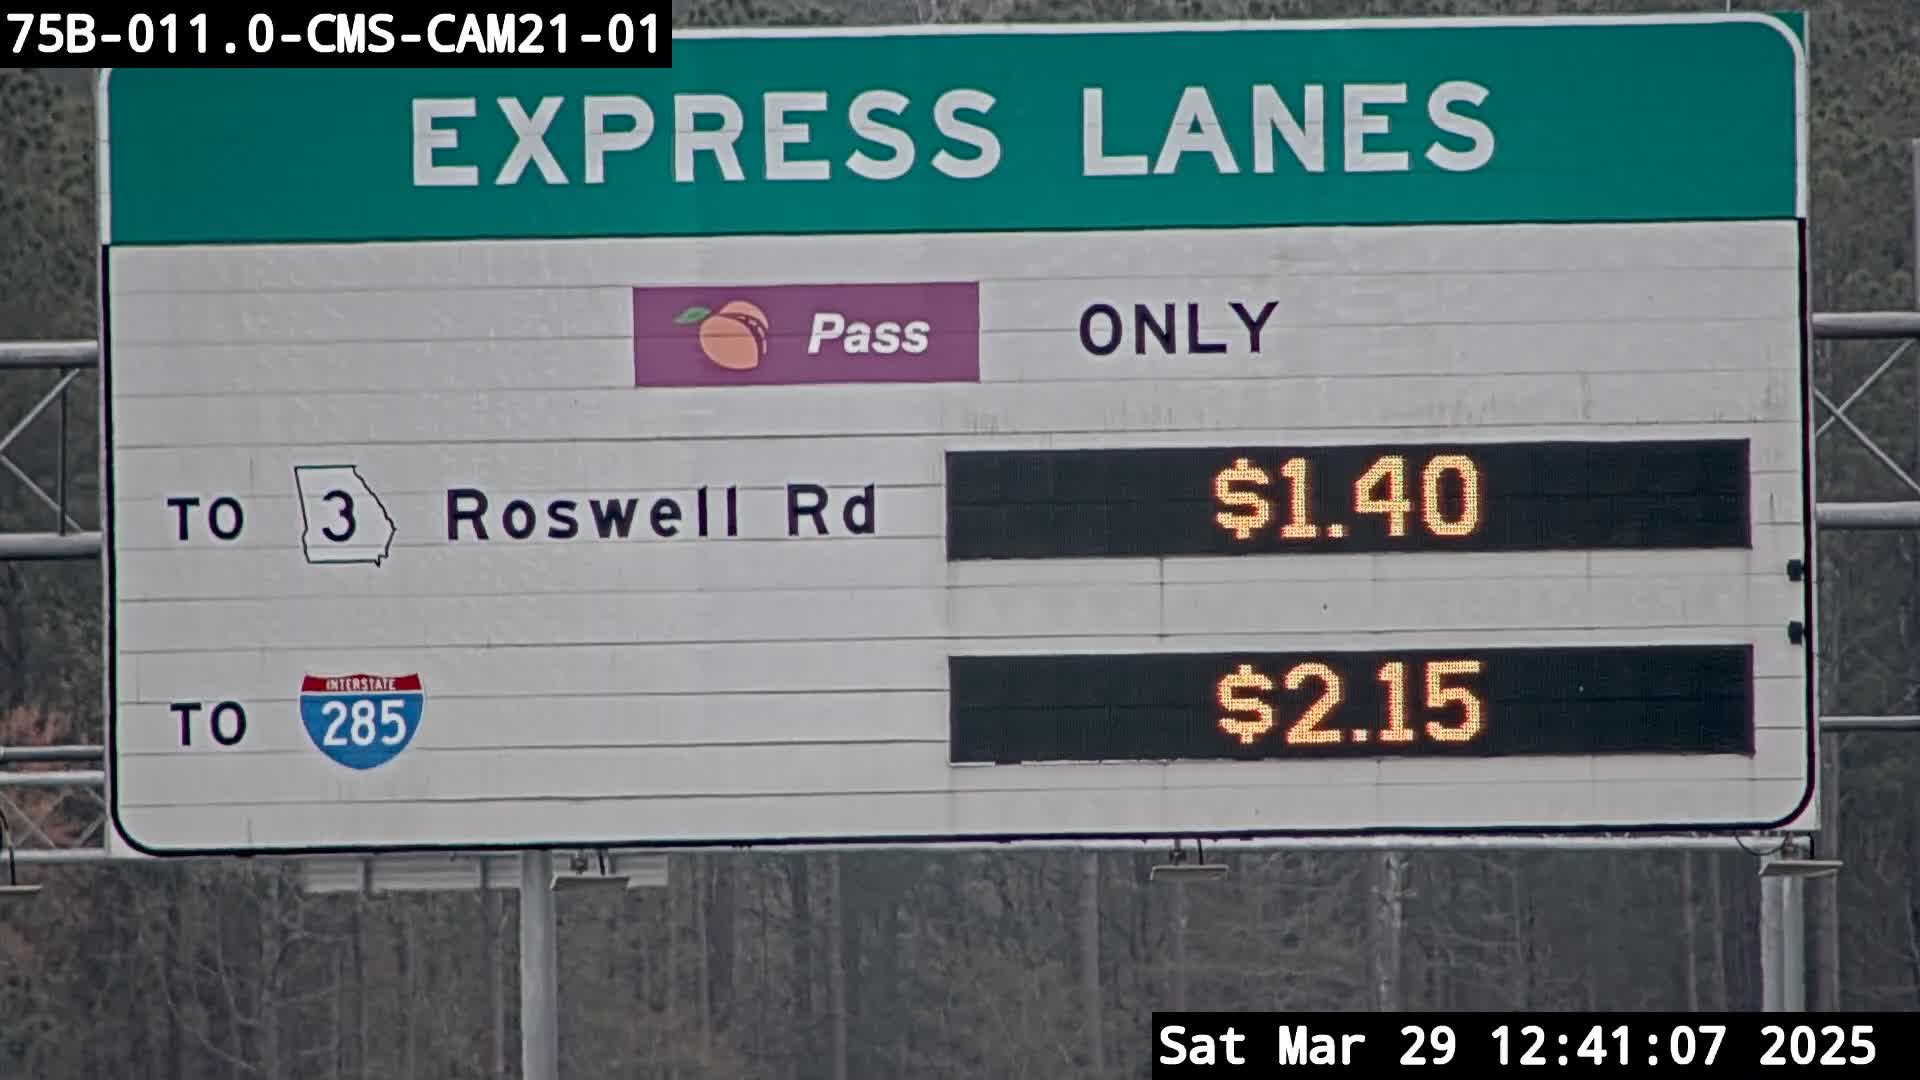 75B-011.0-CMS-CAM21-01
EXPRESS LANES
Pass ONLY
TO 3 Roswell Rd $1.40
TO INTERSTATE 285 $2.15
Sat Mar 29 12:41:07 2025